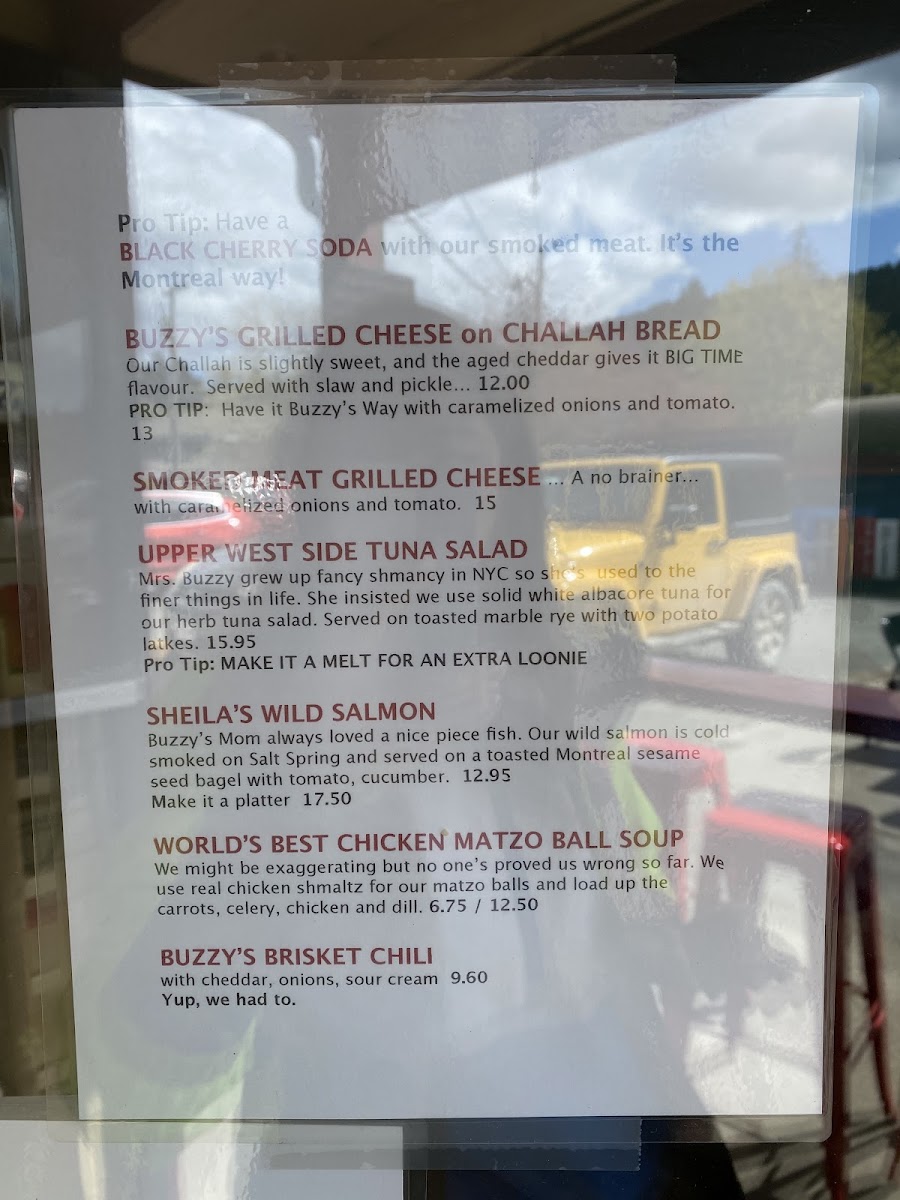 Pro Tip: Have a
BLACK CHERRY SODA with our smoked meat. It's the
Montreal way!
BUZZY'S GRILLED CHEESE on CHALLAH BREAD
Our Challah is slightly sweet, and the aged cheddar gives it BIG TIME
flavour. Served with slaw and pickle... 12.00
PRO TIP: Have it Buzzy's Way with caramelized onions and tomato.
13
SMOKED MEAT GRILLED CHEESE ... A no brainer...
with caramelized onions and tomato. 15
UPPER WEST SIDE TUNA SALAD
Mrs. Buzzy grew up fancy shmancy in NYC so she's used to the
finer things in life. She insisted we use solid white albacore tuna for
our herb tuna salad. Served on toasted marble rye with two potato
latkes. 15.95
Pro Tip: MAKE IT A MELT FOR AN EXTRA LOONIE
SHEILA'S WILD SALMON
Buzzy's Mom always loved a nice piece fish. Our wild salmon is cold
smoked on Salt Spring and served on a toasted Montreal sesame
seed bagel with tomato, cucumber. 12.95
Make it a platter 17.50
WORLD'S BEST CHICKEN MATZO BALL SOUP
We might be exaggerating but no one's proved us wrong so far. We
use real chicken shmaltz for our matzo balls and load up the
carrots, celery, chicken and dill. 6.75 / 12.50
BUZZY'S BRISKET CHILI
with cheddar, onions, sour cream 9.60
Yup, we had to.